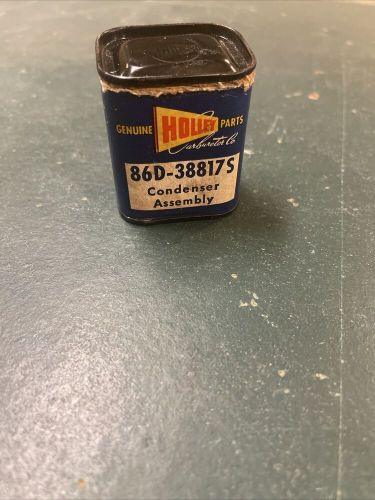 GENUINE HOLLEY PARTS
Carburetor Co
86D-38817S
Condenser
Assembly